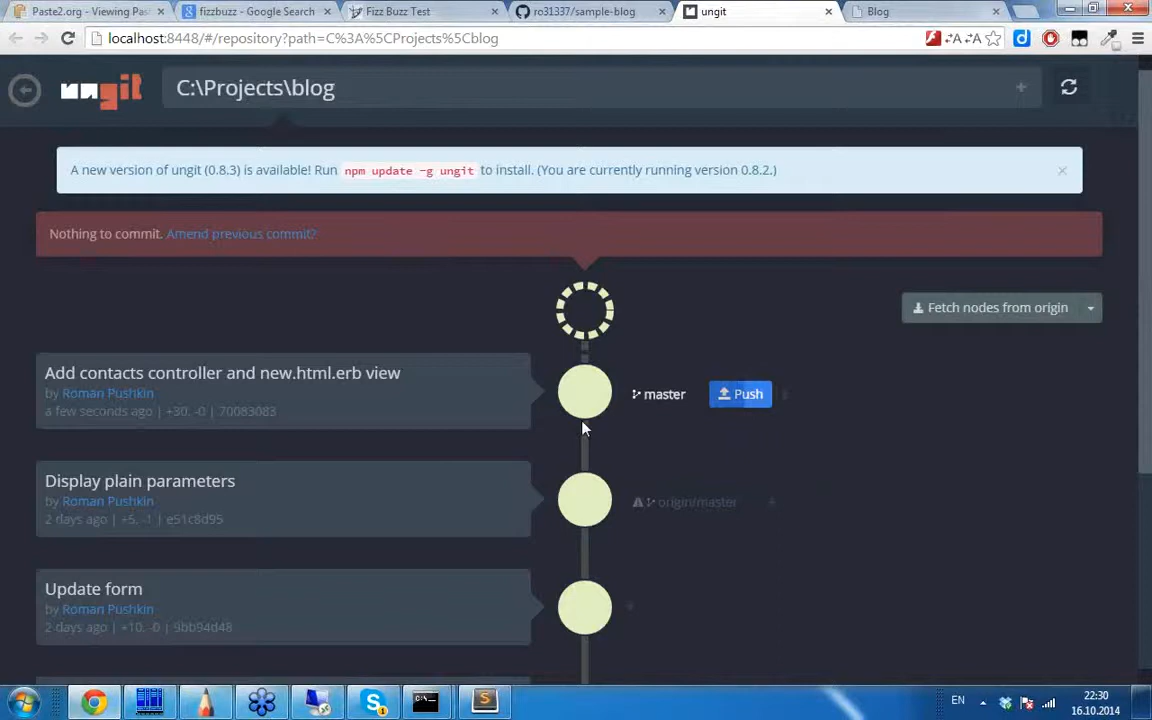 Paste2.org - Viewing Pas
fizzbuzz - Google Search
Fizz Buzz Test
ro31337/sample-blog
ungit
Blog
localhost:8448/#/repository?path=C%3A%5CProjects%5Cblog
ungit
C:\Projects\blog
A new version of ungit (0.8.3) is available! Run npm update -g ungit to install. (You are currently running version 0.8.2.)
Nothing to commit. Amend previous commit?
Fetch nodes from origin
Add contacts controller and new.html.erb view
by Roman Pushkin
a few seconds ago | +30, -0 | 70083083
master
Push
Display plain parameters
by Roman Pushkin
2 days ago | +5, -1 | e51c8d95
origin/master
Update form
by Roman Pushkin
2 days ago | +10, -0 | 9bb94d48
EN
22:30
16.10.2014